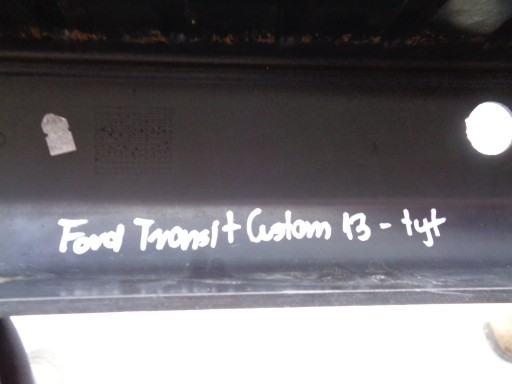 Ford Transit Custom 13 - tyt